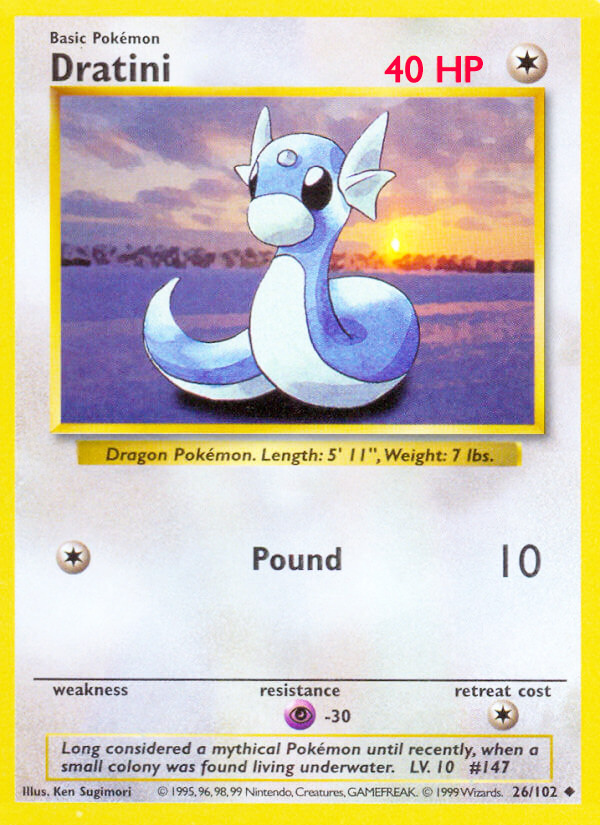 Basic Pokémon
Dratini
40 HP
Dragon Pokémon. Length: 5' 11", Weight: 7 lbs.
Pound 10
weakness resistance retreat cost
-30
Long considered a mythical Pokémon until recently, when a
small colony was found living underwater. LV. 10 #147
Illus. Ken Sugimori © 1995, 96, 98, 99 Nintendo, Creatures, GAMEFREAK. © 1999 Wizards. 26/102